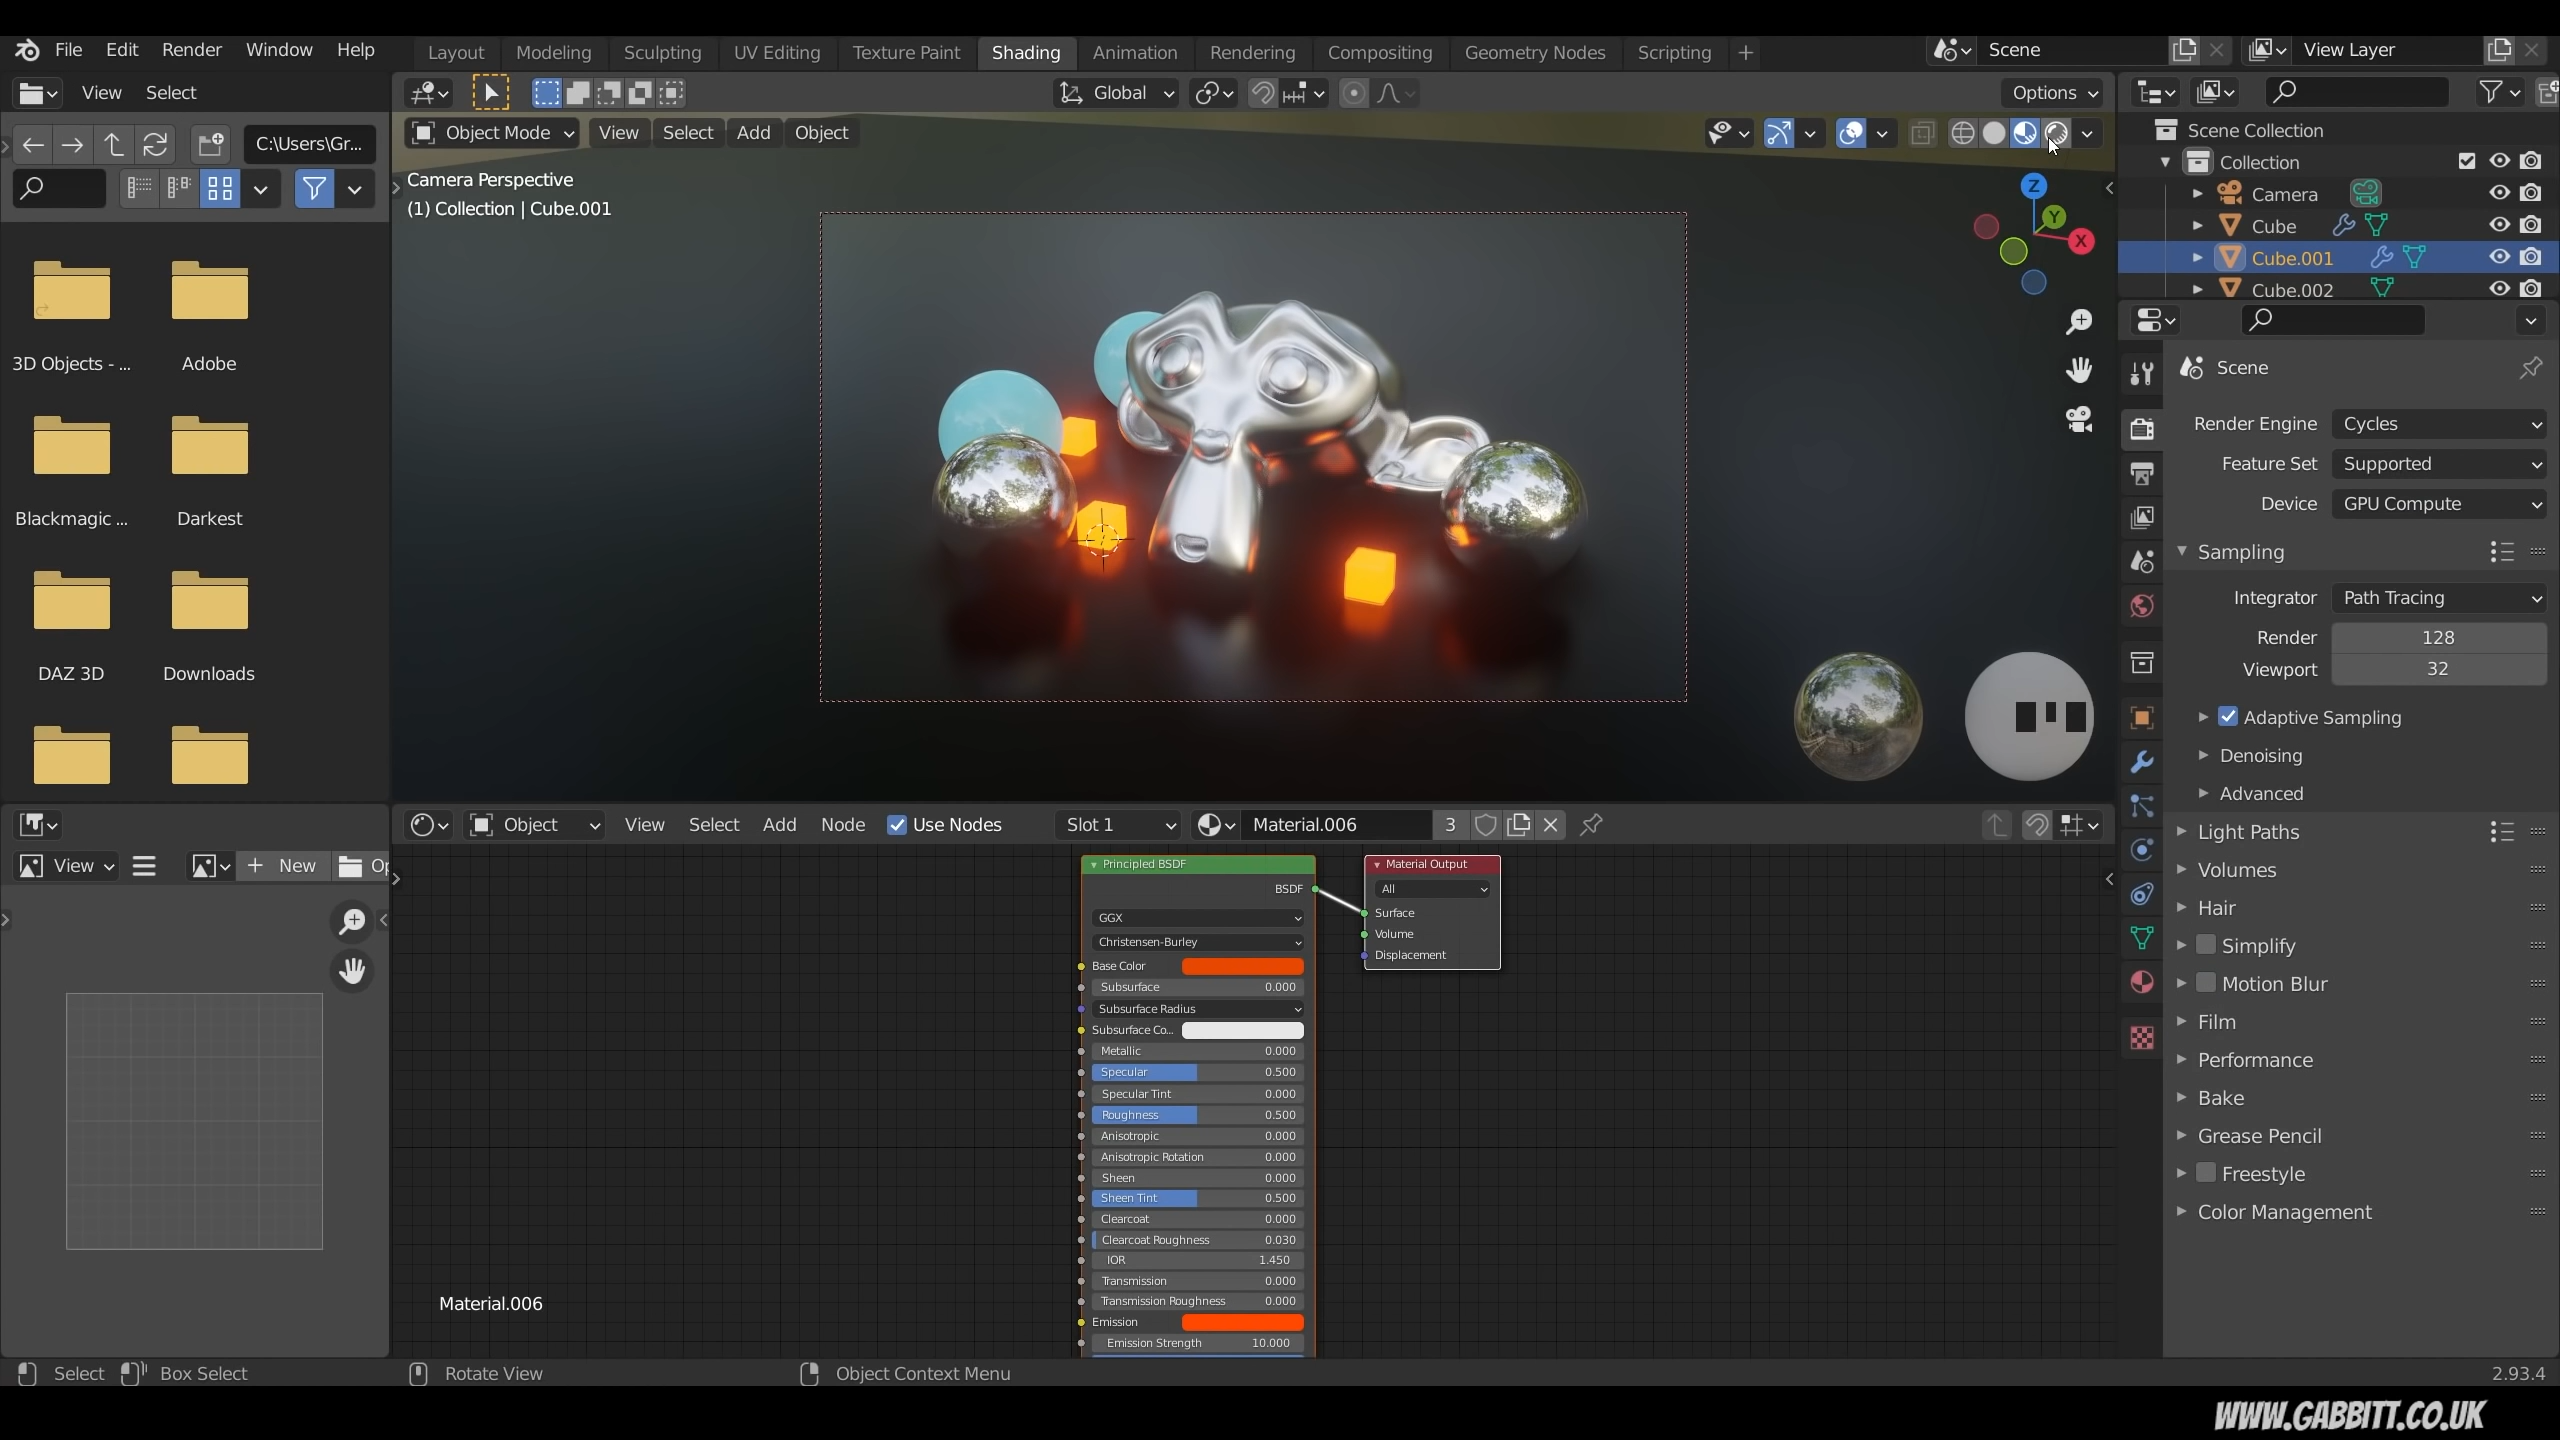 File Edit Render Window Help Layout Modeling Sculpting UV Editing Texture Paint Shading Animation Rendering Compositing Geometry Nodes Scripting + Scene View Layer
View Select
Global
Options
C:\Users\Gr...
Object Mode View Select Add Object
Camera Perspective
(1) Collection | Cube.001
Z
Y
X
3D Objects - ... Adobe
Blackmagic ... Darkest
DAZ 3D Downloads
Scene Collection
Collection
Camera
Cube
Cube.001
Cube.002
Scene
Render Engine Cycles
Feature Set Supported
Device GPU Compute
Sampling
Integrator Path Tracing
Render 128
Viewport 32
Adaptive Sampling
Denoising
Advanced
Light Paths
Volumes
Hair
Simplify
Motion Blur
Film
Performance
Bake
Grease Pencil
Freestyle
Color Management
View + New Op
Object View Select Add Node Use Nodes Slot 1 Material.006 3
Principled BSDF
BSDF
GGX
Christensen-Burley
Base Color
Subsurface 0.000
Subsurface Radius
Subsurface Co...
Metallic 0.000
Specular 0.500
Specular Tint 0.000
Roughness 0.500
Anisotropic 0.000
Anisotropic Rotation 0.000
Sheen 0.000
Sheen Tint 0.500
Clearcoat 0.000
Clearcoat Roughness 0.030
IOR 1.450
Transmission 0.000
Transmission Roughness 0.000
Emission
Emission Strength 10.000
Material Output
All
Surface
Volume
Displacement
Material.006
Select Box Select Rotate View Object Context Menu 2.93.4
WWW.GABBITT.CO.UK